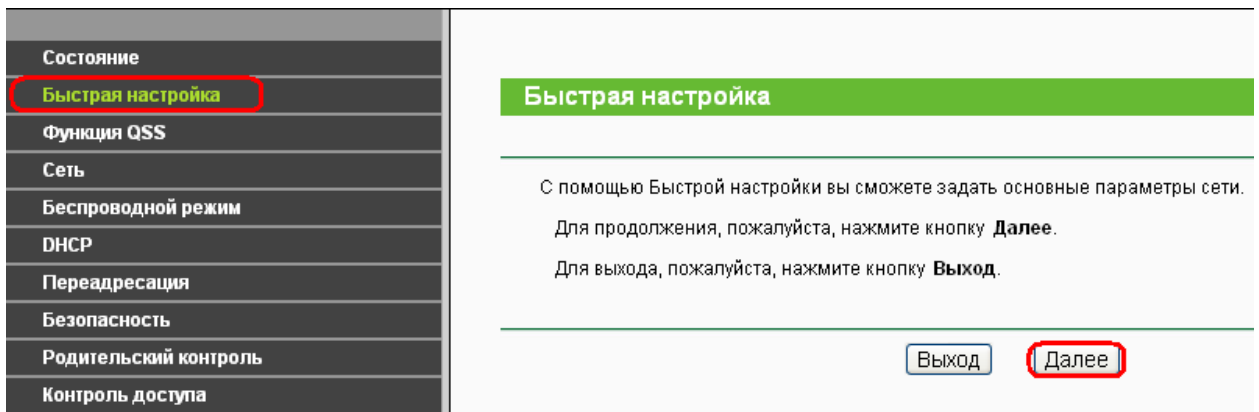 Состояние
Быстрая настройка
Функция QSS
Сеть
Беспроводной режим
DHCP
Переадресация
Безопасность
Родительский контроль
Контроль доступа
Быстрая настройка
С помощью Быстрой настройки вы сможете задать основные параметры сети.
Для продолжения, пожалуйста, нажмите кнопку Далее.
Для выхода, пожалуйста, нажмите кнопку Выход.
Выход Далее